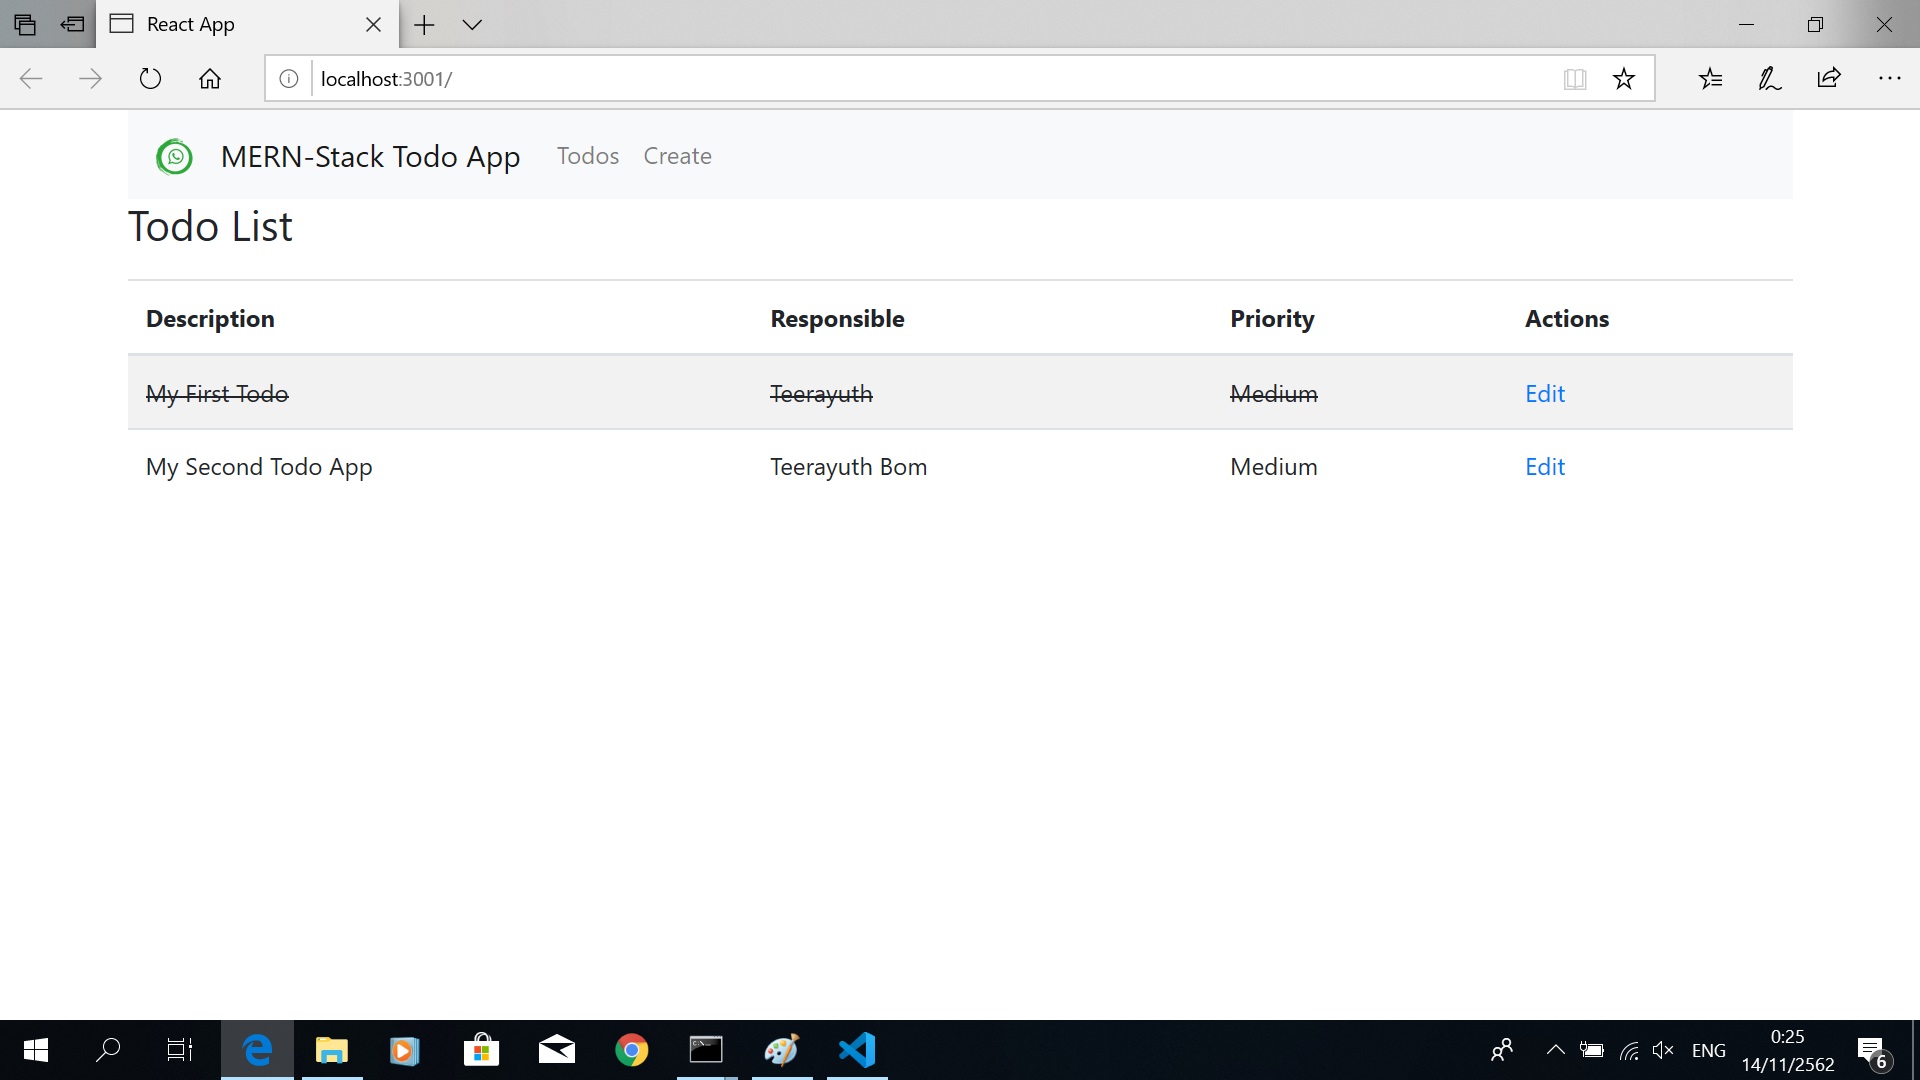 React App
localhost:3001/
MERN-Stack Todo App Todos Create
Todo List
Description Responsible Priority Actions
My First Todo Teerayuth Medium Edit
My Second Todo App Teerayuth Bom Medium Edit
ENG
0:25
14/11/2562
6